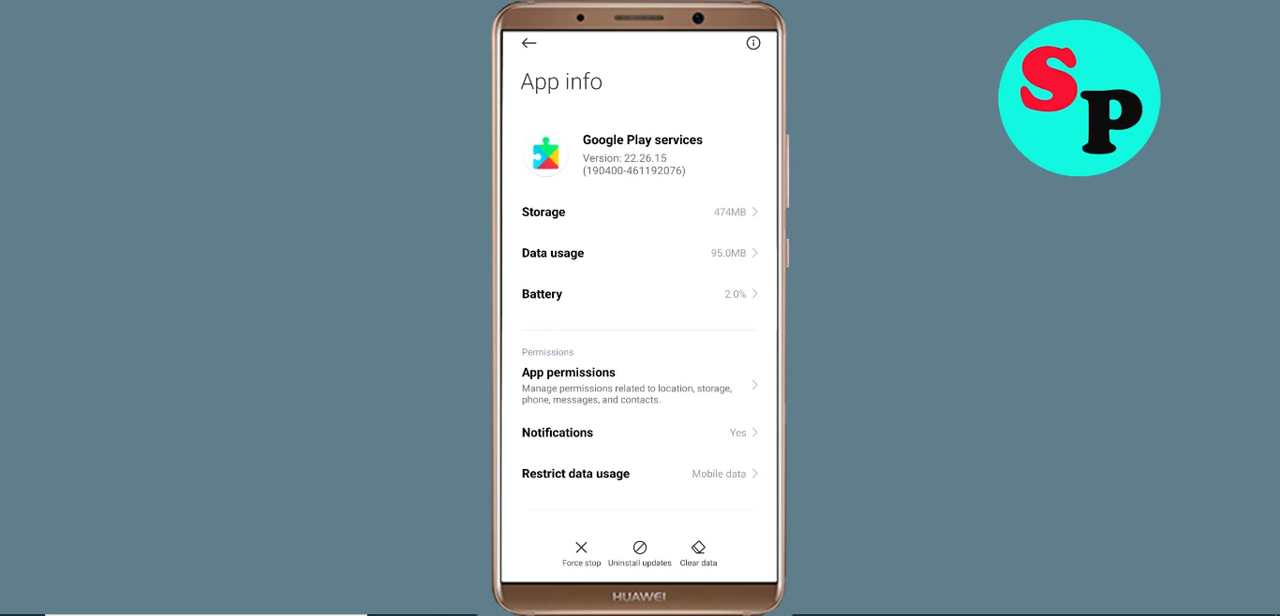 App info
Google Play services
Version: 22.26.15
(190400-461192076)
Storage 474MB
Data usage 95.0MB
Battery 2.0%
Permissions
App permissions
Manage permissions related to location, storage,
phone, messages, and contacts.
Notifications Yes
Restrict data usage Mobile data
Force stop Uninstall updates Clear data
HUAWEI
SP